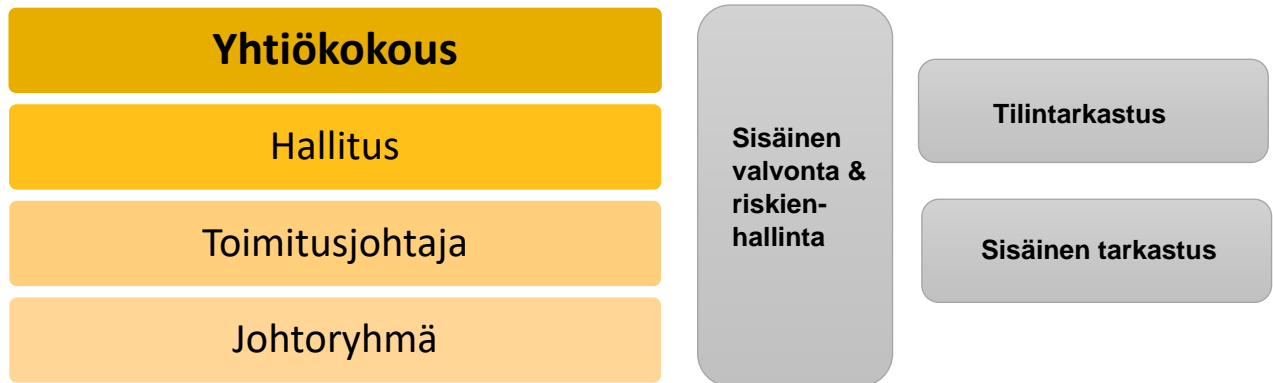 Yhtiökokous
Hallitus
Toimitusjohtaja
Johtoryhmä
Sisäinen
valvonta &
riskien-
hallinta
Tilintarkastus
Sisäinen tarkastus